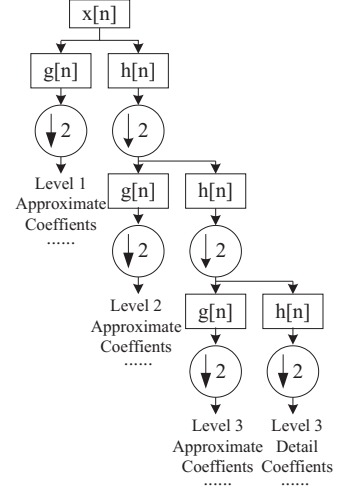 x[n]
g[n] h[n]
2 2
Level 1
Approximate
Coeffients
......
g[n] h[n]
2 2
Level 2
Approximate
Coeffients
......
g[n] h[n]
2 2
Level 3 Level 3
Approximate Detail
Coeffients Coeffients
...... ......